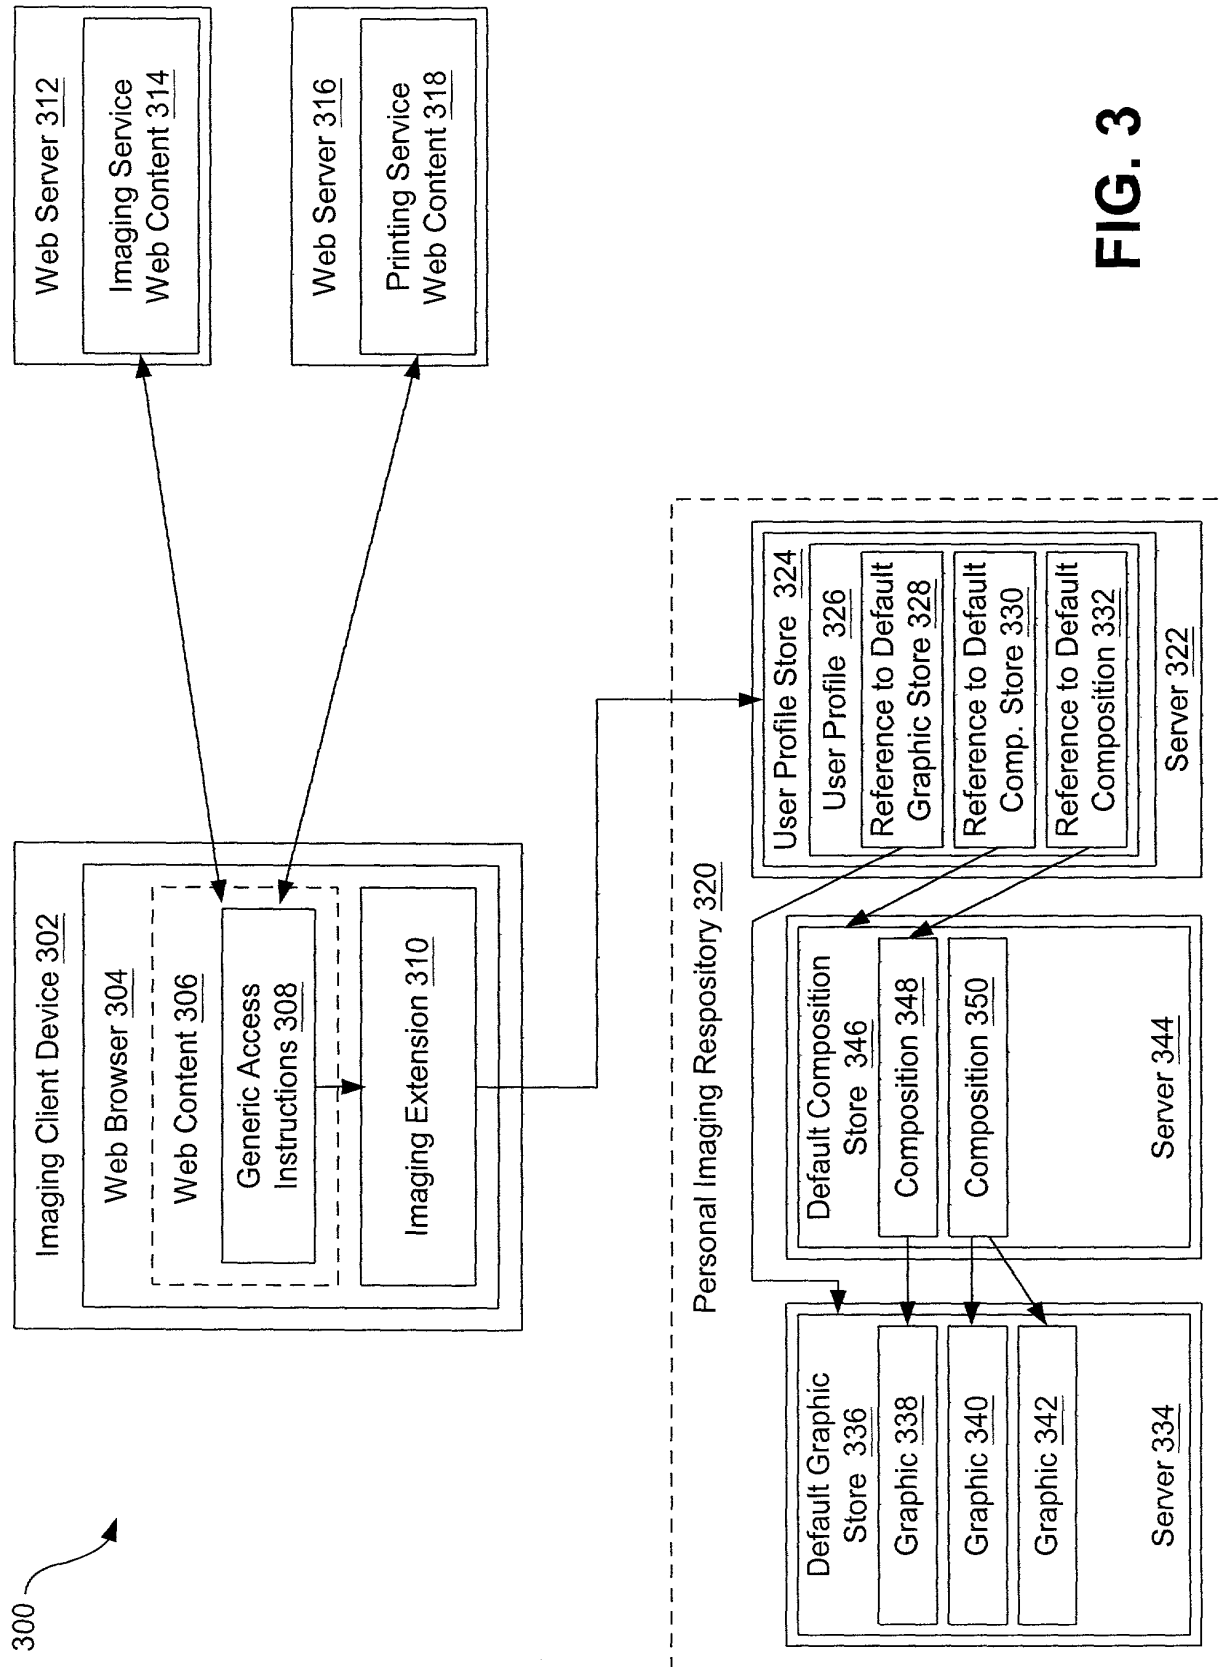 300
Imaging Client Device 302
Web Browser 304
Web Content 306
Generic Access
Instructions 308
Imaging Extension 310
Web Server 312
Imaging Service
Web Content 314
Web Server 316
Printing Service
Web Content 318
Personal Imaging Respository 320
Default Graphic
Store 336
Graphic 338
Graphic 340
Graphic 342
Server 334
Default Composition
Store 346
Composition 348
Composition 350
Server 344
User Profile Store 324
User Profile 326
Reference to Default
Graphic Store 328
Reference to Default
Comp. Store 330
Reference to Default
Composition 332
Server 322
FIG. 3